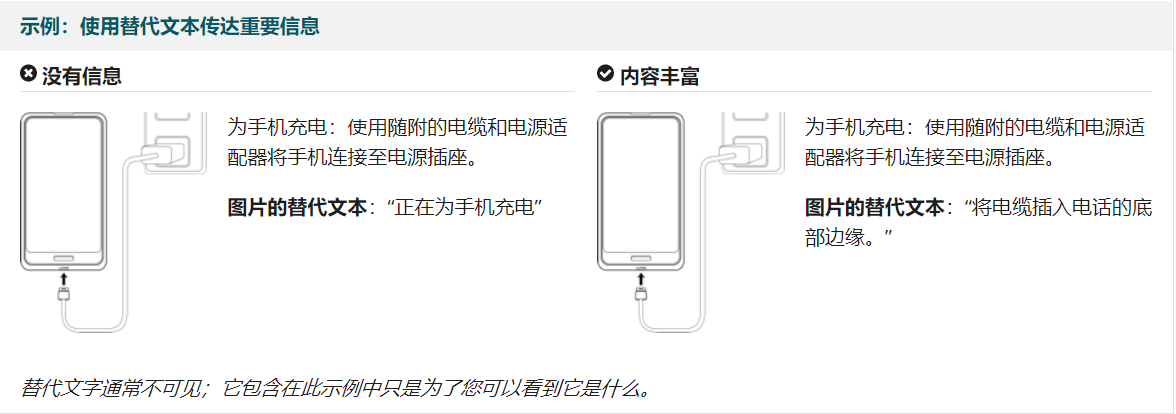 示例：使用替代文本传达重要信息
没有信息
为手机充电：使用随附的电缆和电源适
配器将手机连接至电源插座。
图片的替代文本：“正在为手机充电”
内容丰富
为手机充电：使用随附的电缆和电源适
配器将手机连接至电源插座。
图片的替代文本：“将电缆插入电话的底
部边缘。”
替代文字通常不可见；它包含在此示例中只是为了您可以看到它是什么。